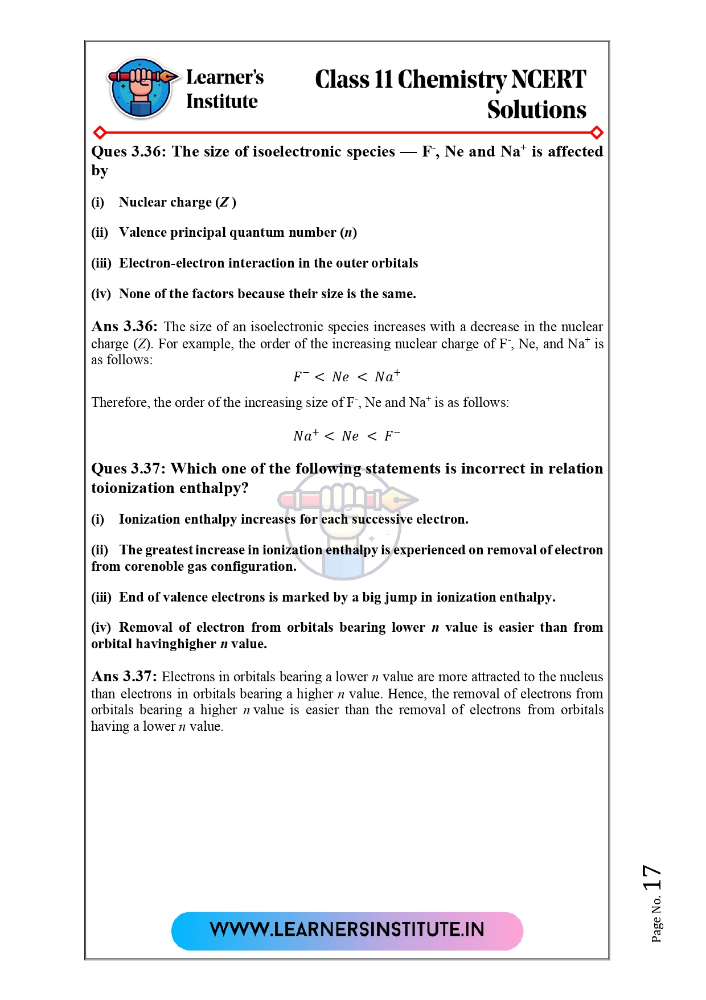 Learner's
Institute
Class 11 Chemistry NCERT
Solutions
Ques 3.36: The size of isoelectronic species — F⁻, Ne and Na⁺ is affected
by
(i) Nuclear charge (Z )
(ii) Valence principal quantum number (n)
(iii) Electron-electron interaction in the outer orbitals
(iv) None of the factors because their size is the same.
Ans 3.36: The size of an isoelectronic species increases with a decrease in the nuclear
charge (Z). For example, the order of the increasing nuclear charge of F⁻, Ne, and Na⁺ is
as follows:
F⁻ < Ne < Na⁺
Therefore, the order of the increasing size of F⁻, Ne and Na⁺ is as follows:
Na⁺ < Ne < F⁻
Ques 3.37: Which one of the following statements is incorrect in relation
toionization enthalpy?
(i) Ionization enthalpy increases for each successive electron.
(ii) The greatest increase in ionization enthalpy is experienced on removal of electron
from corenoble gas configuration.
(iii) End of valence electrons is marked by a big jump in ionization enthalpy.
(iv) Removal of electron from orbitals bearing lower n value is easier than from
orbital havinghigher n value.
Ans 3.37: Electrons in orbitals bearing a lower n value are more attracted to the nucleus
than electrons in orbitals bearing a higher n value. Hence, the removal of electrons from
orbitals bearing a higher n value is easier than the removal of electrons from orbitals
having a lower n value.
Page No. 17
WWW.LEARNERSINSTITUTE.IN